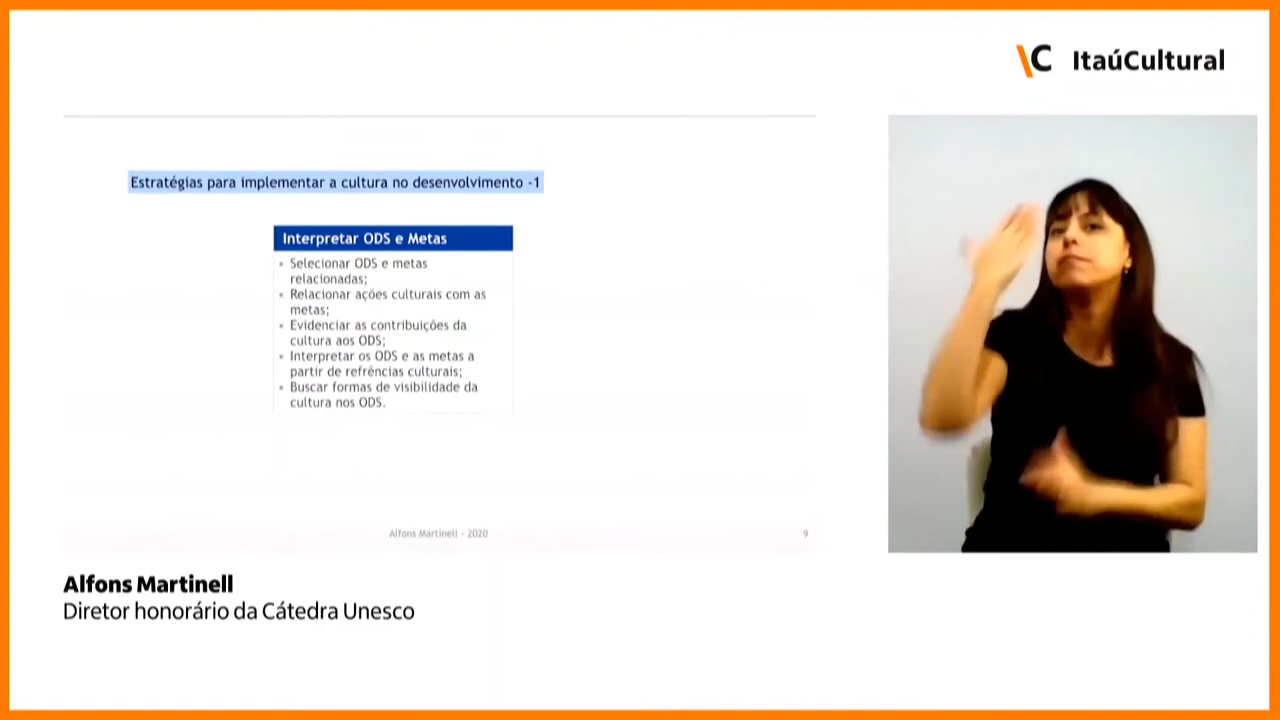 \C ItaúCultural
Estratégias para implementar a cultura no desenvolvimento -1
Interpretar ODS e Metas
• Selecionar ODS e metas
relacionadas;
• Relacionar ações culturais com as
metas;
• Evidenciar as contribuições da
cultura aos ODS;
• Interpretar os ODS e as metas a
partir de refrências culturais;
• Buscar formas de visibilidade da
cultura nos ODS.
Alfons Martinell - 2020
9
Alfons Martinell
Diretor honorário da Cátedra Unesco